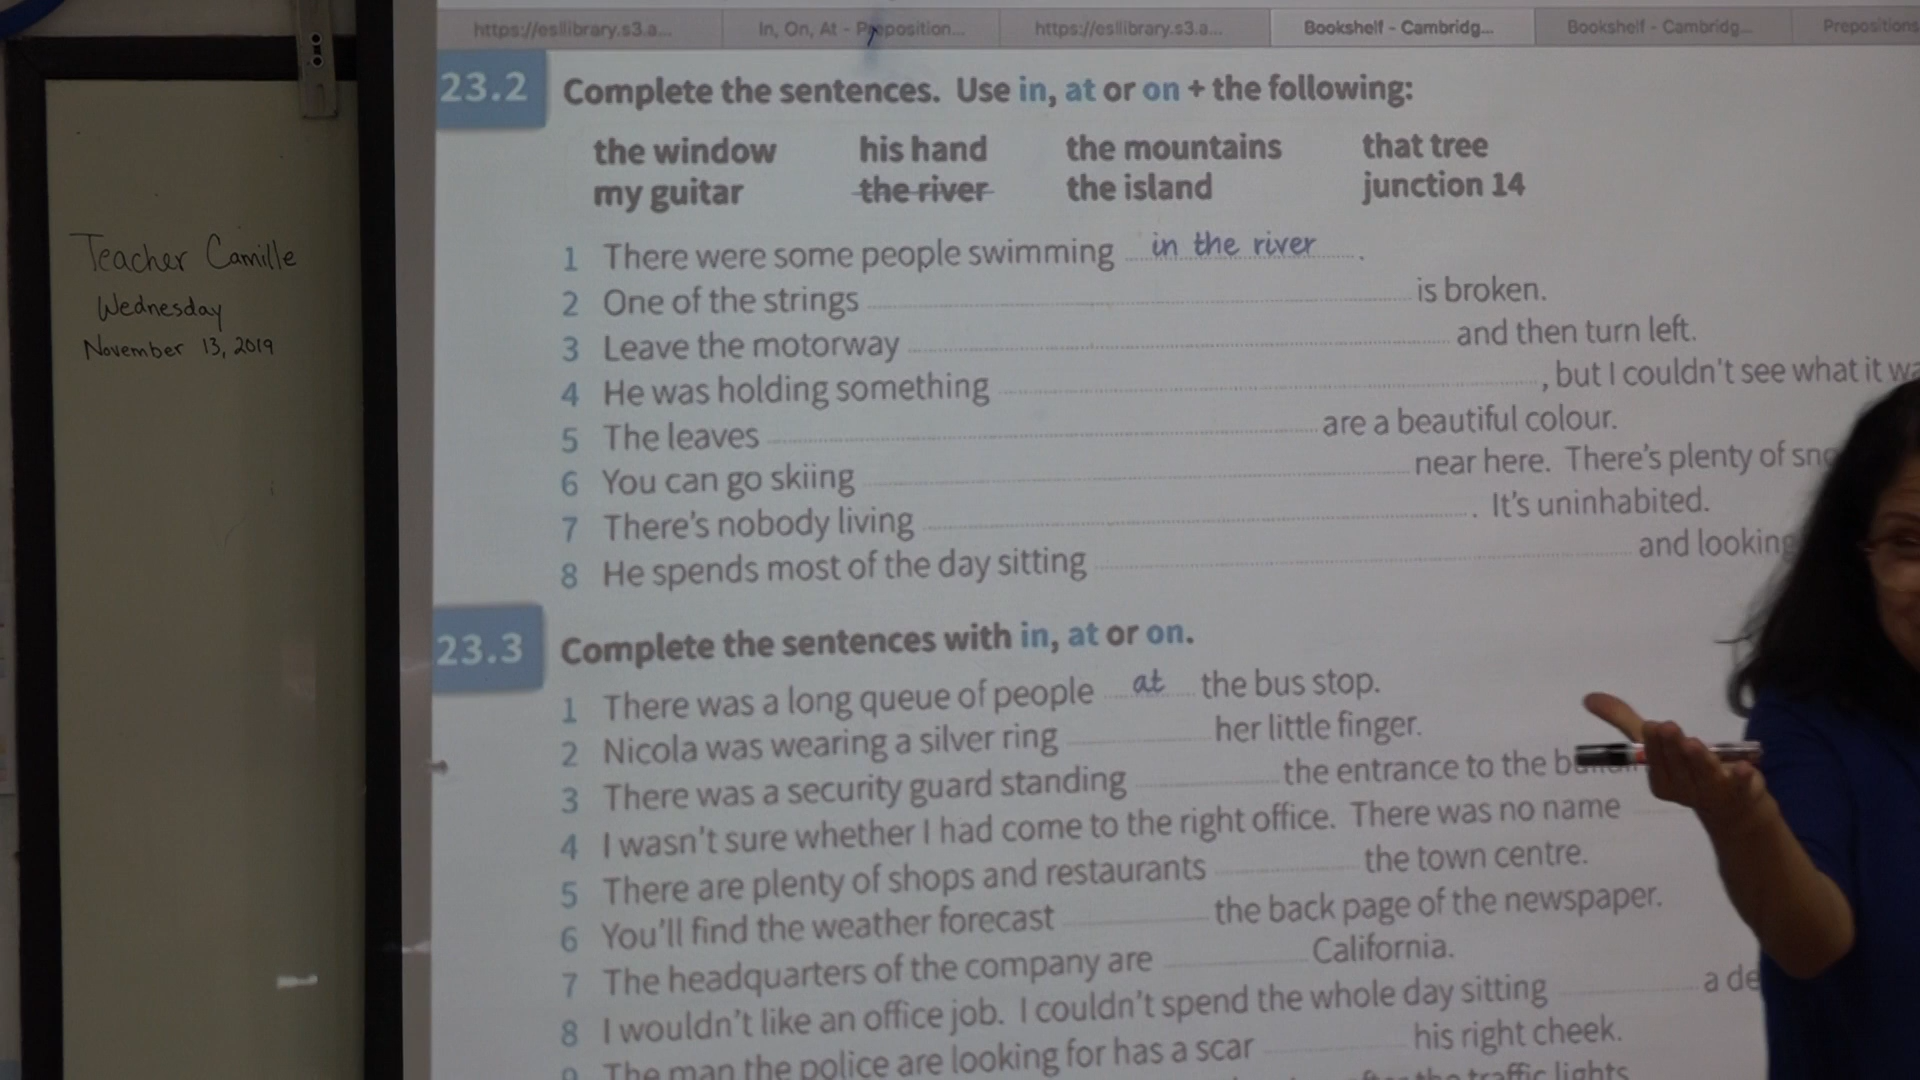 https://esllibrary.s3.a...
In, On, At - Preposition...
https://esllibrary.s3.a...
Bookshelf - Cambridg...
Bookshelf - Cambridg...
Prepositions
Teacher Camille
Wednesday
November 13, 2019
23.2 Complete the sentences. Use in, at or on + the following:
the window his hand the mountains that tree
my guitar the river the island junction 14
1 There were some people swimming in the river .
2 One of the strings is broken.
3 Leave the motorway and then turn left.
4 He was holding something , but I couldn't see what it wa
5 The leaves are a beautiful colour.
6 You can go skiing near here. There's plenty of sno
7 There's nobody living . It's uninhabited.
8 He spends most of the day sitting and looking
23.3 Complete the sentences with in, at or on.
1 There was a long queue of people at the bus stop.
2 Nicola was wearing a silver ring her little finger.
3 There was a security guard standing the entrance to the
4 I wasn't sure whether I had come to the right office. There was no name
5 There are plenty of shops and restaurants the town centre.
6 You'll find the weather forecast the back page of the newspaper.
7 The headquarters of the company are California.
8 I wouldn't like an office job. I couldn't spend the whole day sitting a de
9 The man the police are looking for has a scar his right cheek.
the traffic lights